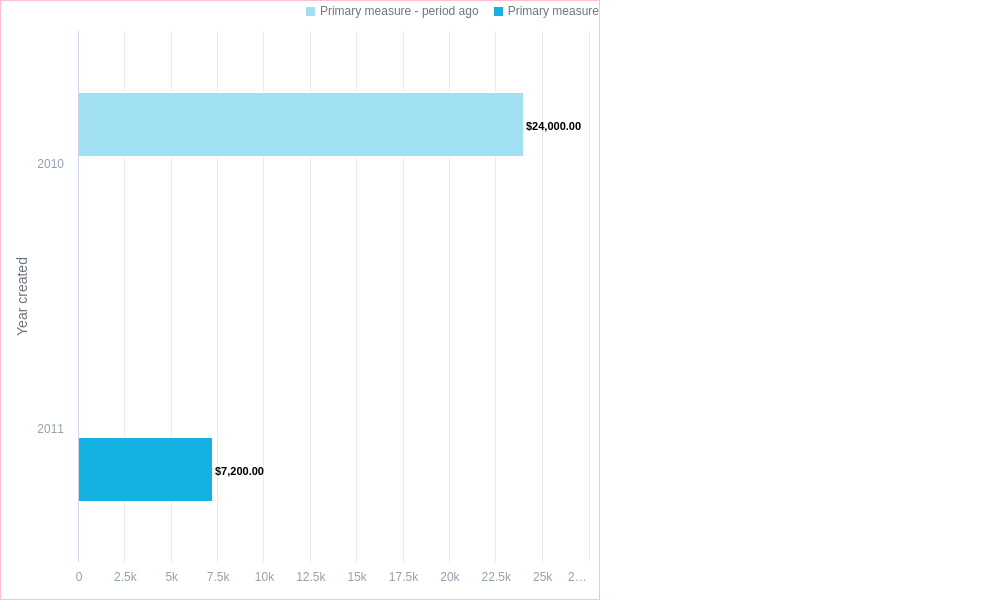 Primary measure - period ago Primary measure
$24,000.00
2010
Year created
2011
$7,200.00
0 2.5k 5k 7.5k 10k 12.5k 15k 17.5k 20k 22.5k 25k 2…